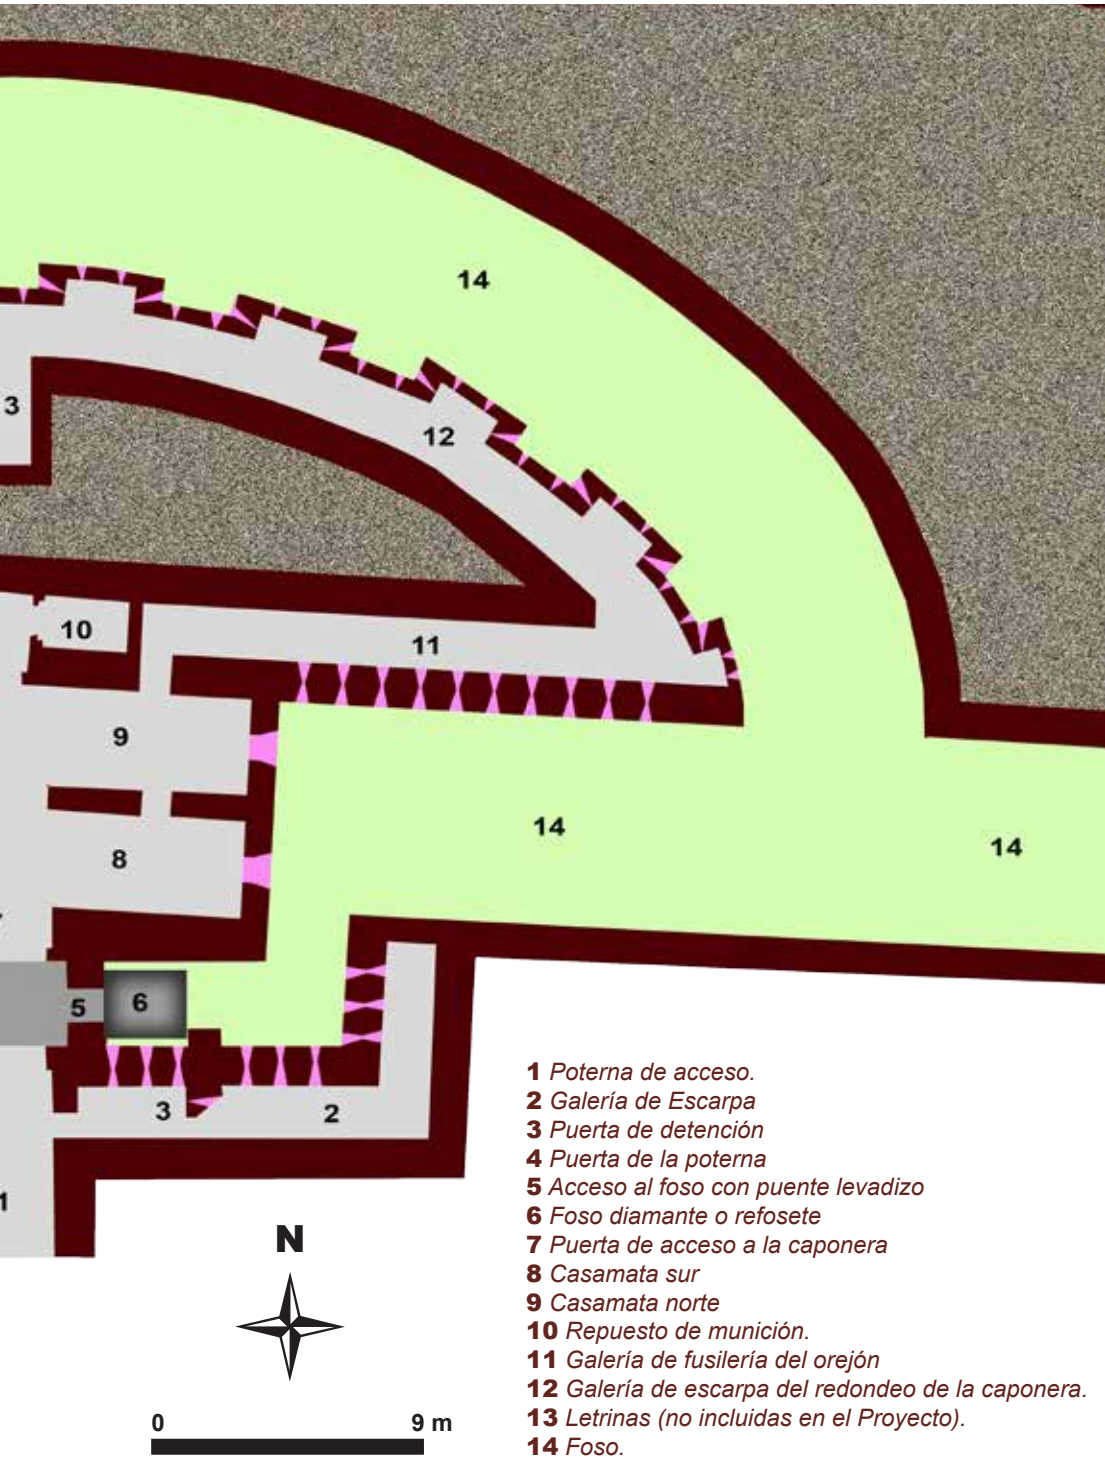 14
3
12
10
11
9
14
14
8
5
6
3
2
1
1 Poterna de acceso.
2 Galería de Escarpa
3 Puerta de detención
4 Puerta de la poterna
5 Acceso al foso con puente levadizo
6 Foso diamante o refosete
7 Puerta de acceso a la caponera
8 Casamata sur
9 Casamata norte
10 Repuesto de munición.
11 Galería de fusilería del orejón
12 Galería de escarpa del redondeo de la caponera.
13 Letrinas (no incluidas en el Proyecto).
14 Foso.
N
0 9 m